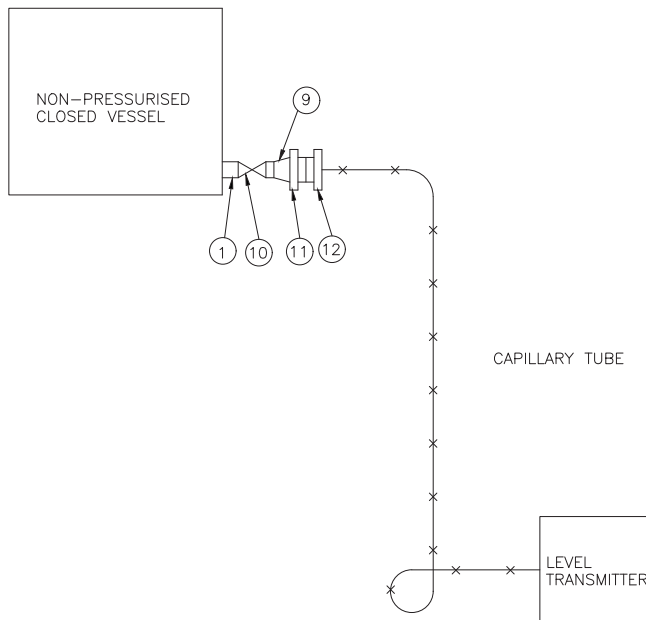 NON-PRESSURISED
CLOSED VESSEL
9
1
10
11
12
CAPILLARY TUBE
LEVEL
TRANSMITTER